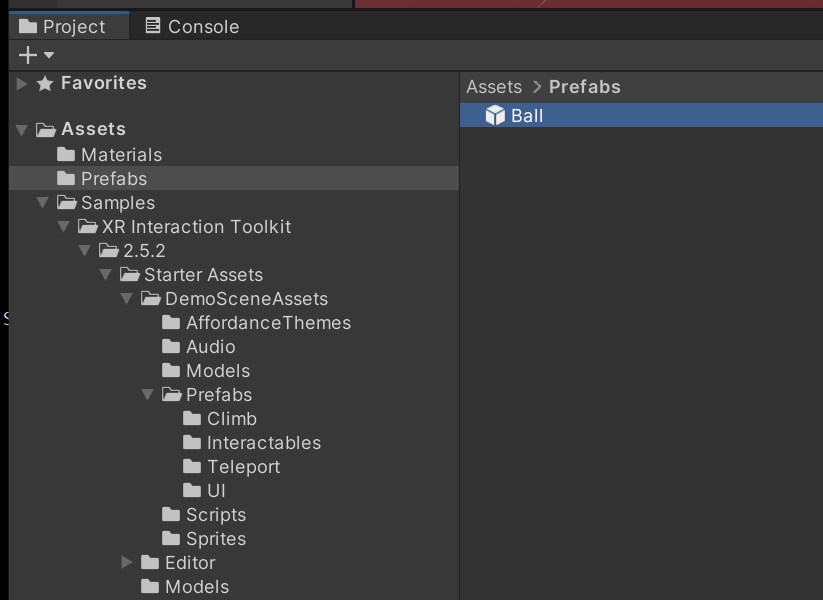 Project
Console
Favorites
Assets
Materials
Prefabs
Samples
XR Interaction Toolkit
2.5.2
Starter Assets
DemoSceneAssets
AffordanceThemes
Audio
Models
Prefabs
Climb
Interactables
Teleport
UI
Scripts
Sprites
Editor
Models
Assets > Prefabs
Ball